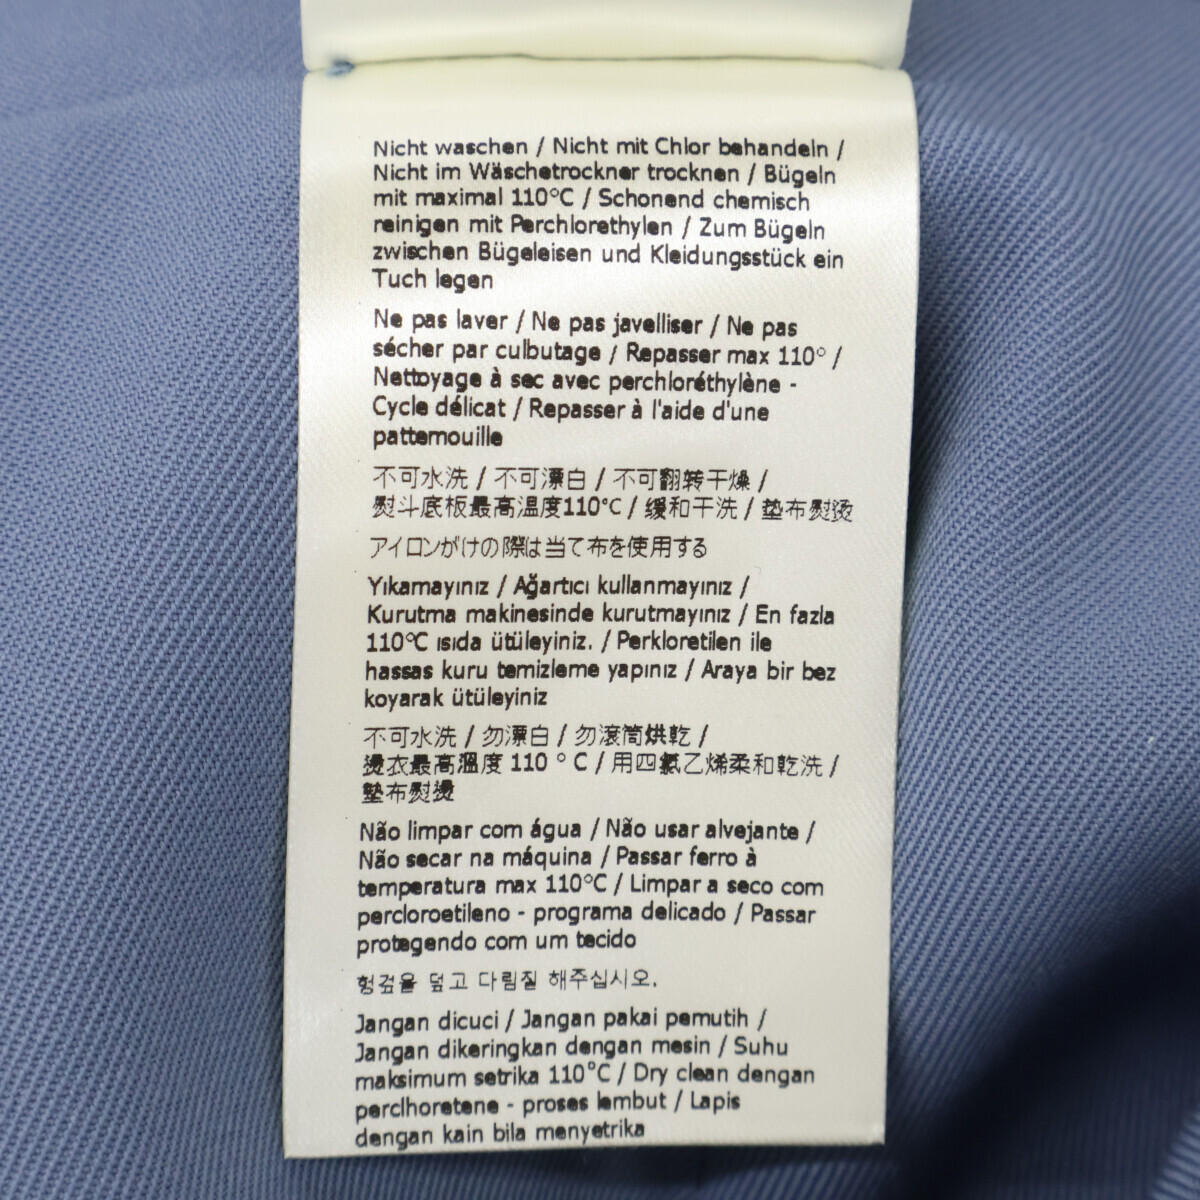 Nicht waschen / Nicht mit Chlor behandeln /
Nicht im Wäschetrockner trocknen / Bügeln
mit maximal 110°C / Schonend chemisch
reinigen mit Perchlorethylen / Zum Bügeln
zwischen Bügeleisen und Kleidungsstück ein
Tuch legen
Ne pas laver / Ne pas javelliser / Ne pas
sécher par culbutage / Repasser max 110° /
Nettoyage à sec avec perchloréthylène -
Cycle délicat / Repasser à l'aide d'une
pattemouille
不可水洗 / 不可漂白 / 不可翻转干燥 /
熨斗底板最高温度110°C / 缓和干洗 / 垫布熨烫
アイロンがけの際は当て布を使用する
Yıkamayınız / Ağartıcı kullanmayınız /
Kurutma makinesinde kurutmayınız / En fazla
110°C ısıda ütüleyiniz. / Perkloretilen ile
hassas kuru temizleme yapınız / Araya bir bez
koyarak ütüleyiniz
不可水洗 / 勿漂白 / 勿滾筒烘乾 /
燙衣最高溫度 110 ° C / 用四氯乙烯柔和乾洗 /
墊布熨燙
Não limpar com água / Não usar alvejante /
Não secar na máquina / Passar ferro à
temperatura max 110°C / Limpar a seco com
percloroetileno - programa delicado / Passar
protegendo com um tecido
헝겊을 덮고 다림질 해주십시오.
Jangan dicuci / Jangan pakai pemutih /
Jangan dikeringkan dengan mesin / Suhu
maksimum setrika 110°C / Dry clean dengan
perclhoretene - proses lembut / Lapis
dengan kain bila menyetrika